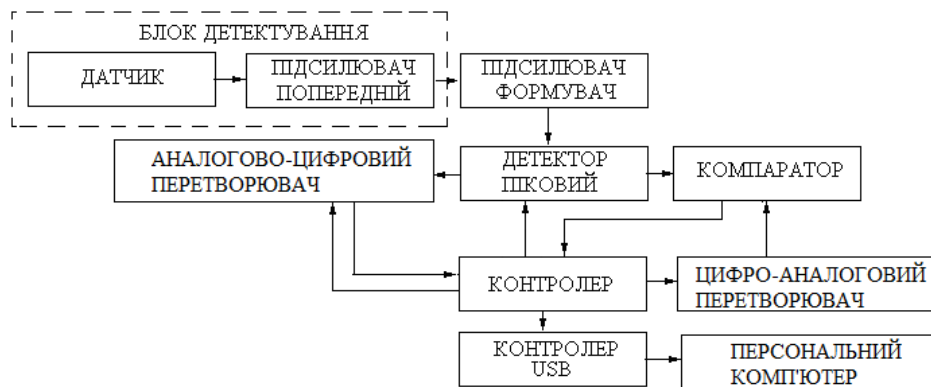 БЛОК ДЕТЕКТУВАННЯ
ДАТЧИК
ПІДСИЛЮВАЧ
ПОПЕРЕДНІЙ
ПІДСИЛЮВАЧ
ФОРМУВАЧ
АНАЛОГОВО-ЦИФРОВИЙ
ПЕРЕТВОРЮВАЧ
ДЕТЕКТОР
ПІКОВИЙ
КОМПАРАТОР
КОНТРОЛЕР
ЦИФРО-АНАЛОГОВИЙ
ПЕРЕТВОРЮВАЧ
КОНТРОЛЕР
USB
ПЕРСОНАЛЬНИЙ
КОМП'ЮТЕР